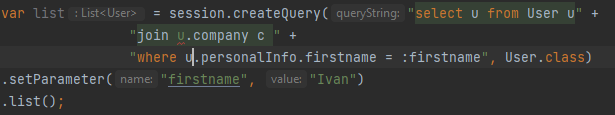 var list : List<User> = session.createQuery( queryString: "select u from User u" +
"join u.company c " +
"where u.personalInfo.firstname = :firstname", User.class)
.setParameter( name: "firstname", value: "Ivan")
.list();